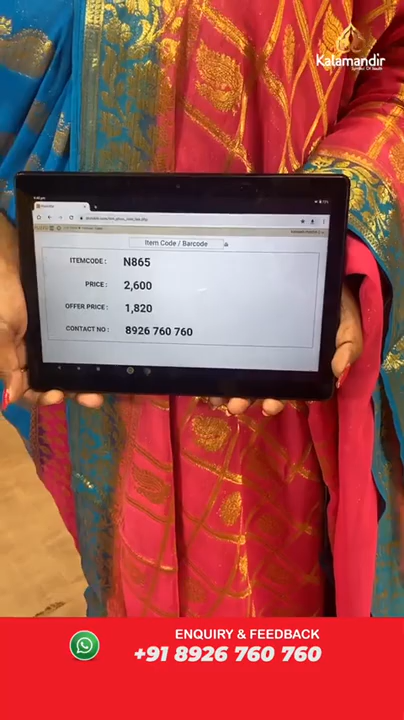 Kalamandir
Item Code / Barcode
ITEMCODE : N865
PRICE : 2,600
OFFER PRICE : 1,820
CONTACT NO : 8926 760 760
ENQUIRY & FEEDBACK
+91 8926 760 760